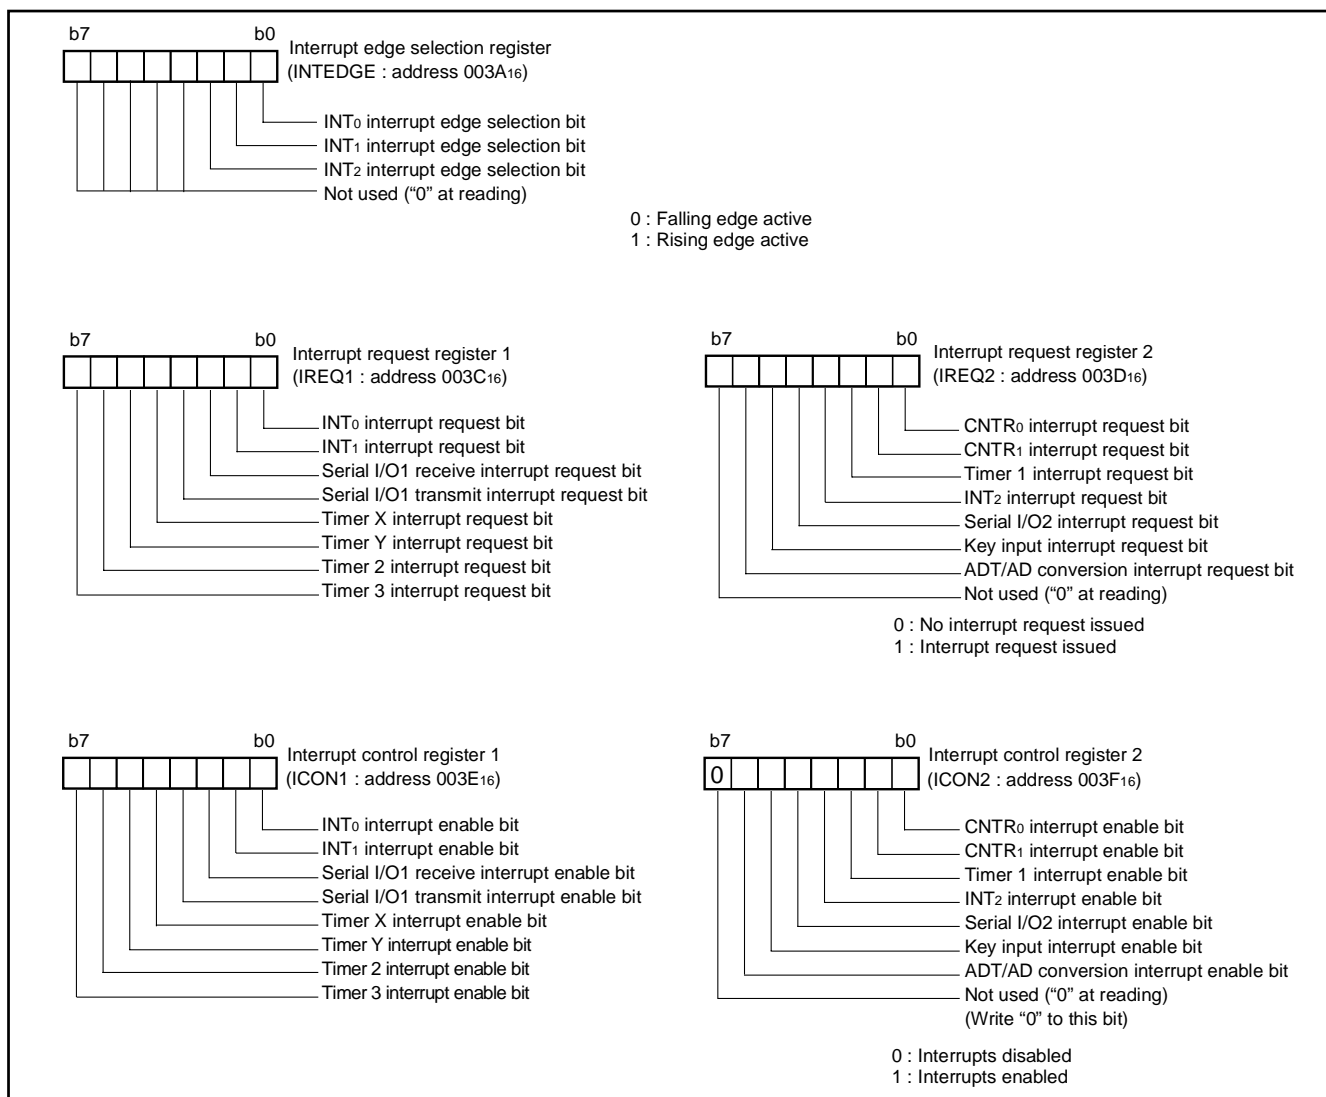 b7 b0
Interrupt edge selection register
(INTEDGE : address 003A16)
INT0 interrupt edge selection bit
INT1 interrupt edge selection bit
INT2 interrupt edge selection bit
Not used (“0” at reading)
0 : Falling edge active
1 : Rising edge active
b7 b0
Interrupt request register 1
(IREQ1 : address 003C16)
INT0 interrupt request bit
INT1 interrupt request bit
Serial I/O1 receive interrupt request bit
Serial I/O1 transmit interrupt request bit
Timer X interrupt request bit
Timer Y interrupt request bit
Timer 2 interrupt request bit
Timer 3 interrupt request bit
b7 b0
Interrupt request register 2
(IREQ2 : address 003D16)
CNTR0 interrupt request bit
CNTR1 interrupt request bit
Timer 1 interrupt request bit
INT2 interrupt request bit
Serial I/O2 interrupt request bit
Key input interrupt request bit
ADT/AD conversion interrupt request bit
Not used (“0” at reading)
0 : No interrupt request issued
1 : Interrupt request issued
b7 b0
Interrupt control register 1
(ICON1 : address 003E16)
INT0 interrupt enable bit
INT1 interrupt enable bit
Serial I/O1 receive interrupt enable bit
Serial I/O1 transmit interrupt enable bit
Timer X interrupt enable bit
Timer Y interrupt enable bit
Timer 2 interrupt enable bit
Timer 3 interrupt enable bit
b7 b0
Interrupt control register 2
0
(ICON2 : address 003F16)
CNTR0 interrupt enable bit
CNTR1 interrupt enable bit
Timer 1 interrupt enable bit
INT2 interrupt enable bit
Serial I/O2 interrupt enable bit
Key input interrupt enable bit
ADT/AD conversion interrupt enable bit
Not used (“0” at reading)
(Write “0” to this bit)
0 : Interrupts disabled
1 : Interrupts enabled